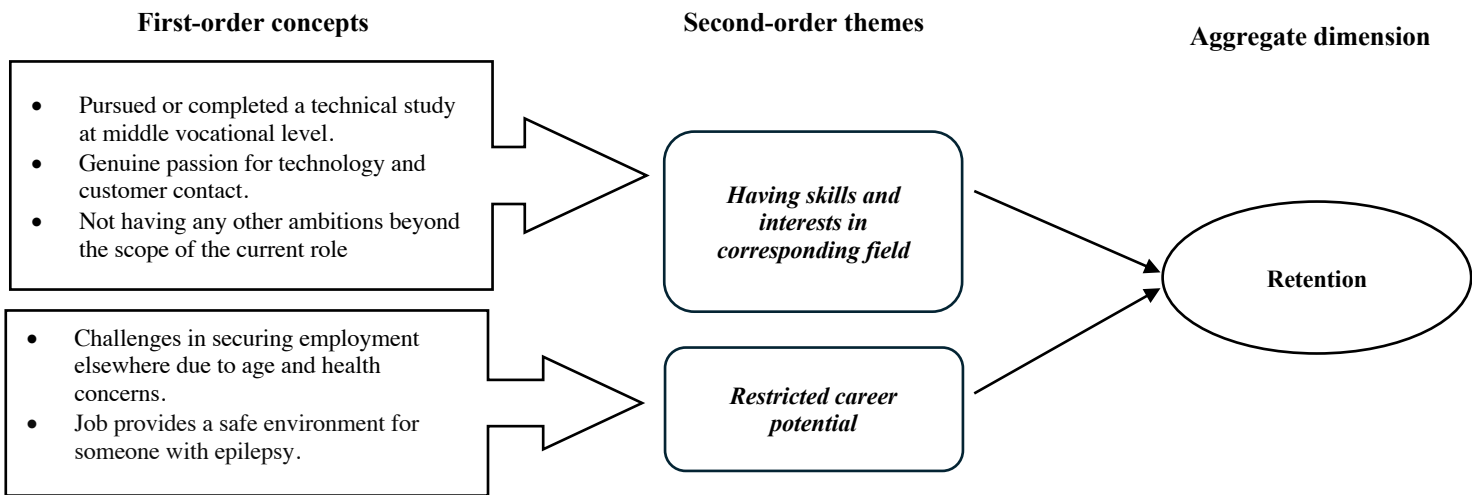 First-order concepts
Second-order themes
Aggregate dimension
• Pursued or completed a technical study
at middle vocational level.
• Genuine passion for technology and
customer contact.
• Not having any other ambitions beyond
the scope of the current role
Having skills and
interests in
corresponding field
Retention
• Challenges in securing employment
elsewhere due to age and health
concerns.
• Job provides a safe environment for
someone with epilepsy.
Restricted career
potential